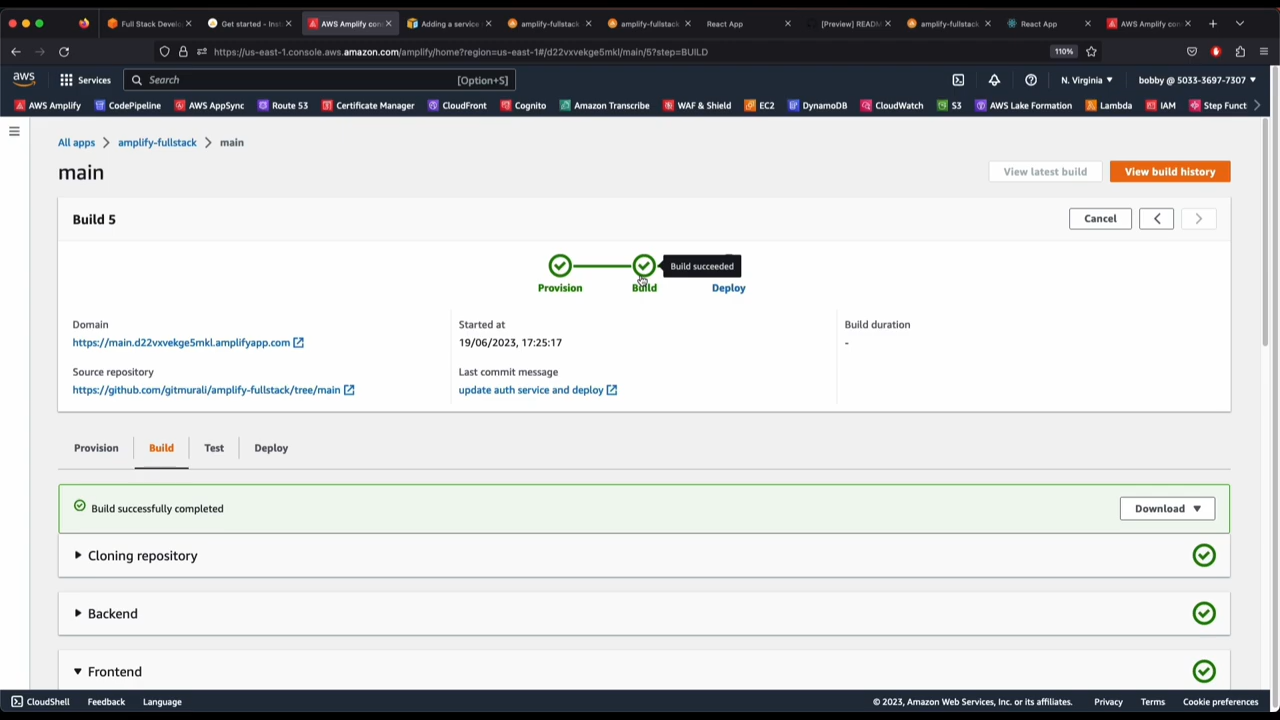 Full Stack Develo
Get started - Inst
AWS Amplify con
Adding a service
amplify-fullstack
amplify-fullstack
React App
[Preview] READM
amplify-fullstack
React App
AWS Amplify con
https://us-east-1.console.aws.amazon.com/amplify/home?region=us-east-1#/d22vxvekge5mkl/main/5?step=BUILD
110%
aws
Services
Search
[Option+S]
N. Virginia
bobby @ 5033-3697-7307
AWS Amplify
CodePipeline
AWS AppSync
Route 53
Certificate Manager
CloudFront
Cognito
Amazon Transcribe
WAF & Shield
EC2
DynamoDB
CloudWatch
S3
AWS Lake Formation
Lambda
IAM
Step Funct
All apps > amplify-fullstack > main
main
View latest build
View build history
Build 5
Cancel
Build succeeded
Provision
Build
Deploy
Domain
https://main.d22vxvekge5mkl.amplifyapp.com
Started at
19/06/2023, 17:25:17
Build duration
-
Source repository
https://github.com/gitmurali/amplify-fullstack/tree/main
Last commit message
update auth service and deploy
Provision
Build
Test
Deploy
Build successfully completed
Download
Cloning repository
Backend
Frontend
CloudShell
Feedback
Language
© 2023, Amazon Web Services, Inc. or its affiliates.
Privacy
Terms
Cookie preferences